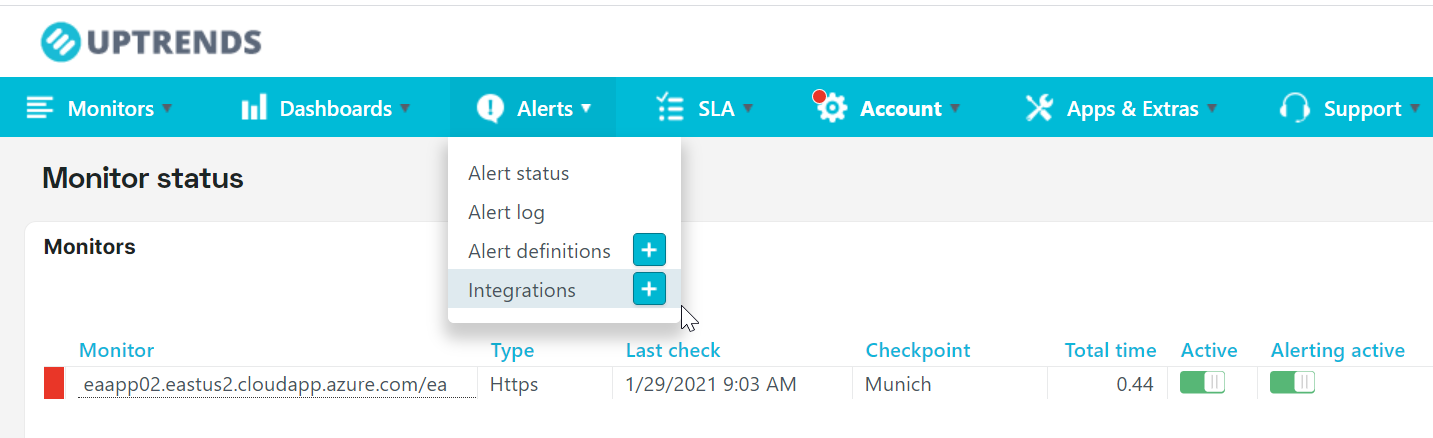 UPTRENDS
Monitors Dashboards Alerts SLA Account Apps & Extras Support
Monitor status
Alert status
Alert log
Alert definitions +
Integrations +
Monitors
Monitor Type Last check Checkpoint Total time Active Alerting active
eaapp02.eastus2.cloudapp.azure.com/ea Https 1/29/2021 9:03 AM Munich 0.44